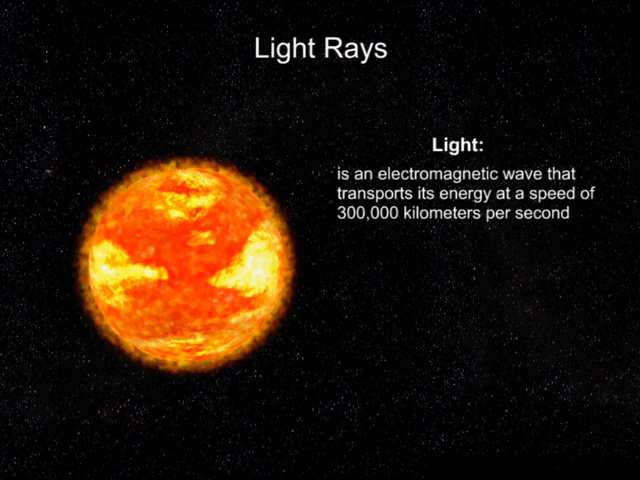 Light Rays
Light:
is an electromagnetic wave that
transports its energy at a speed of
300,000 kilometers per second